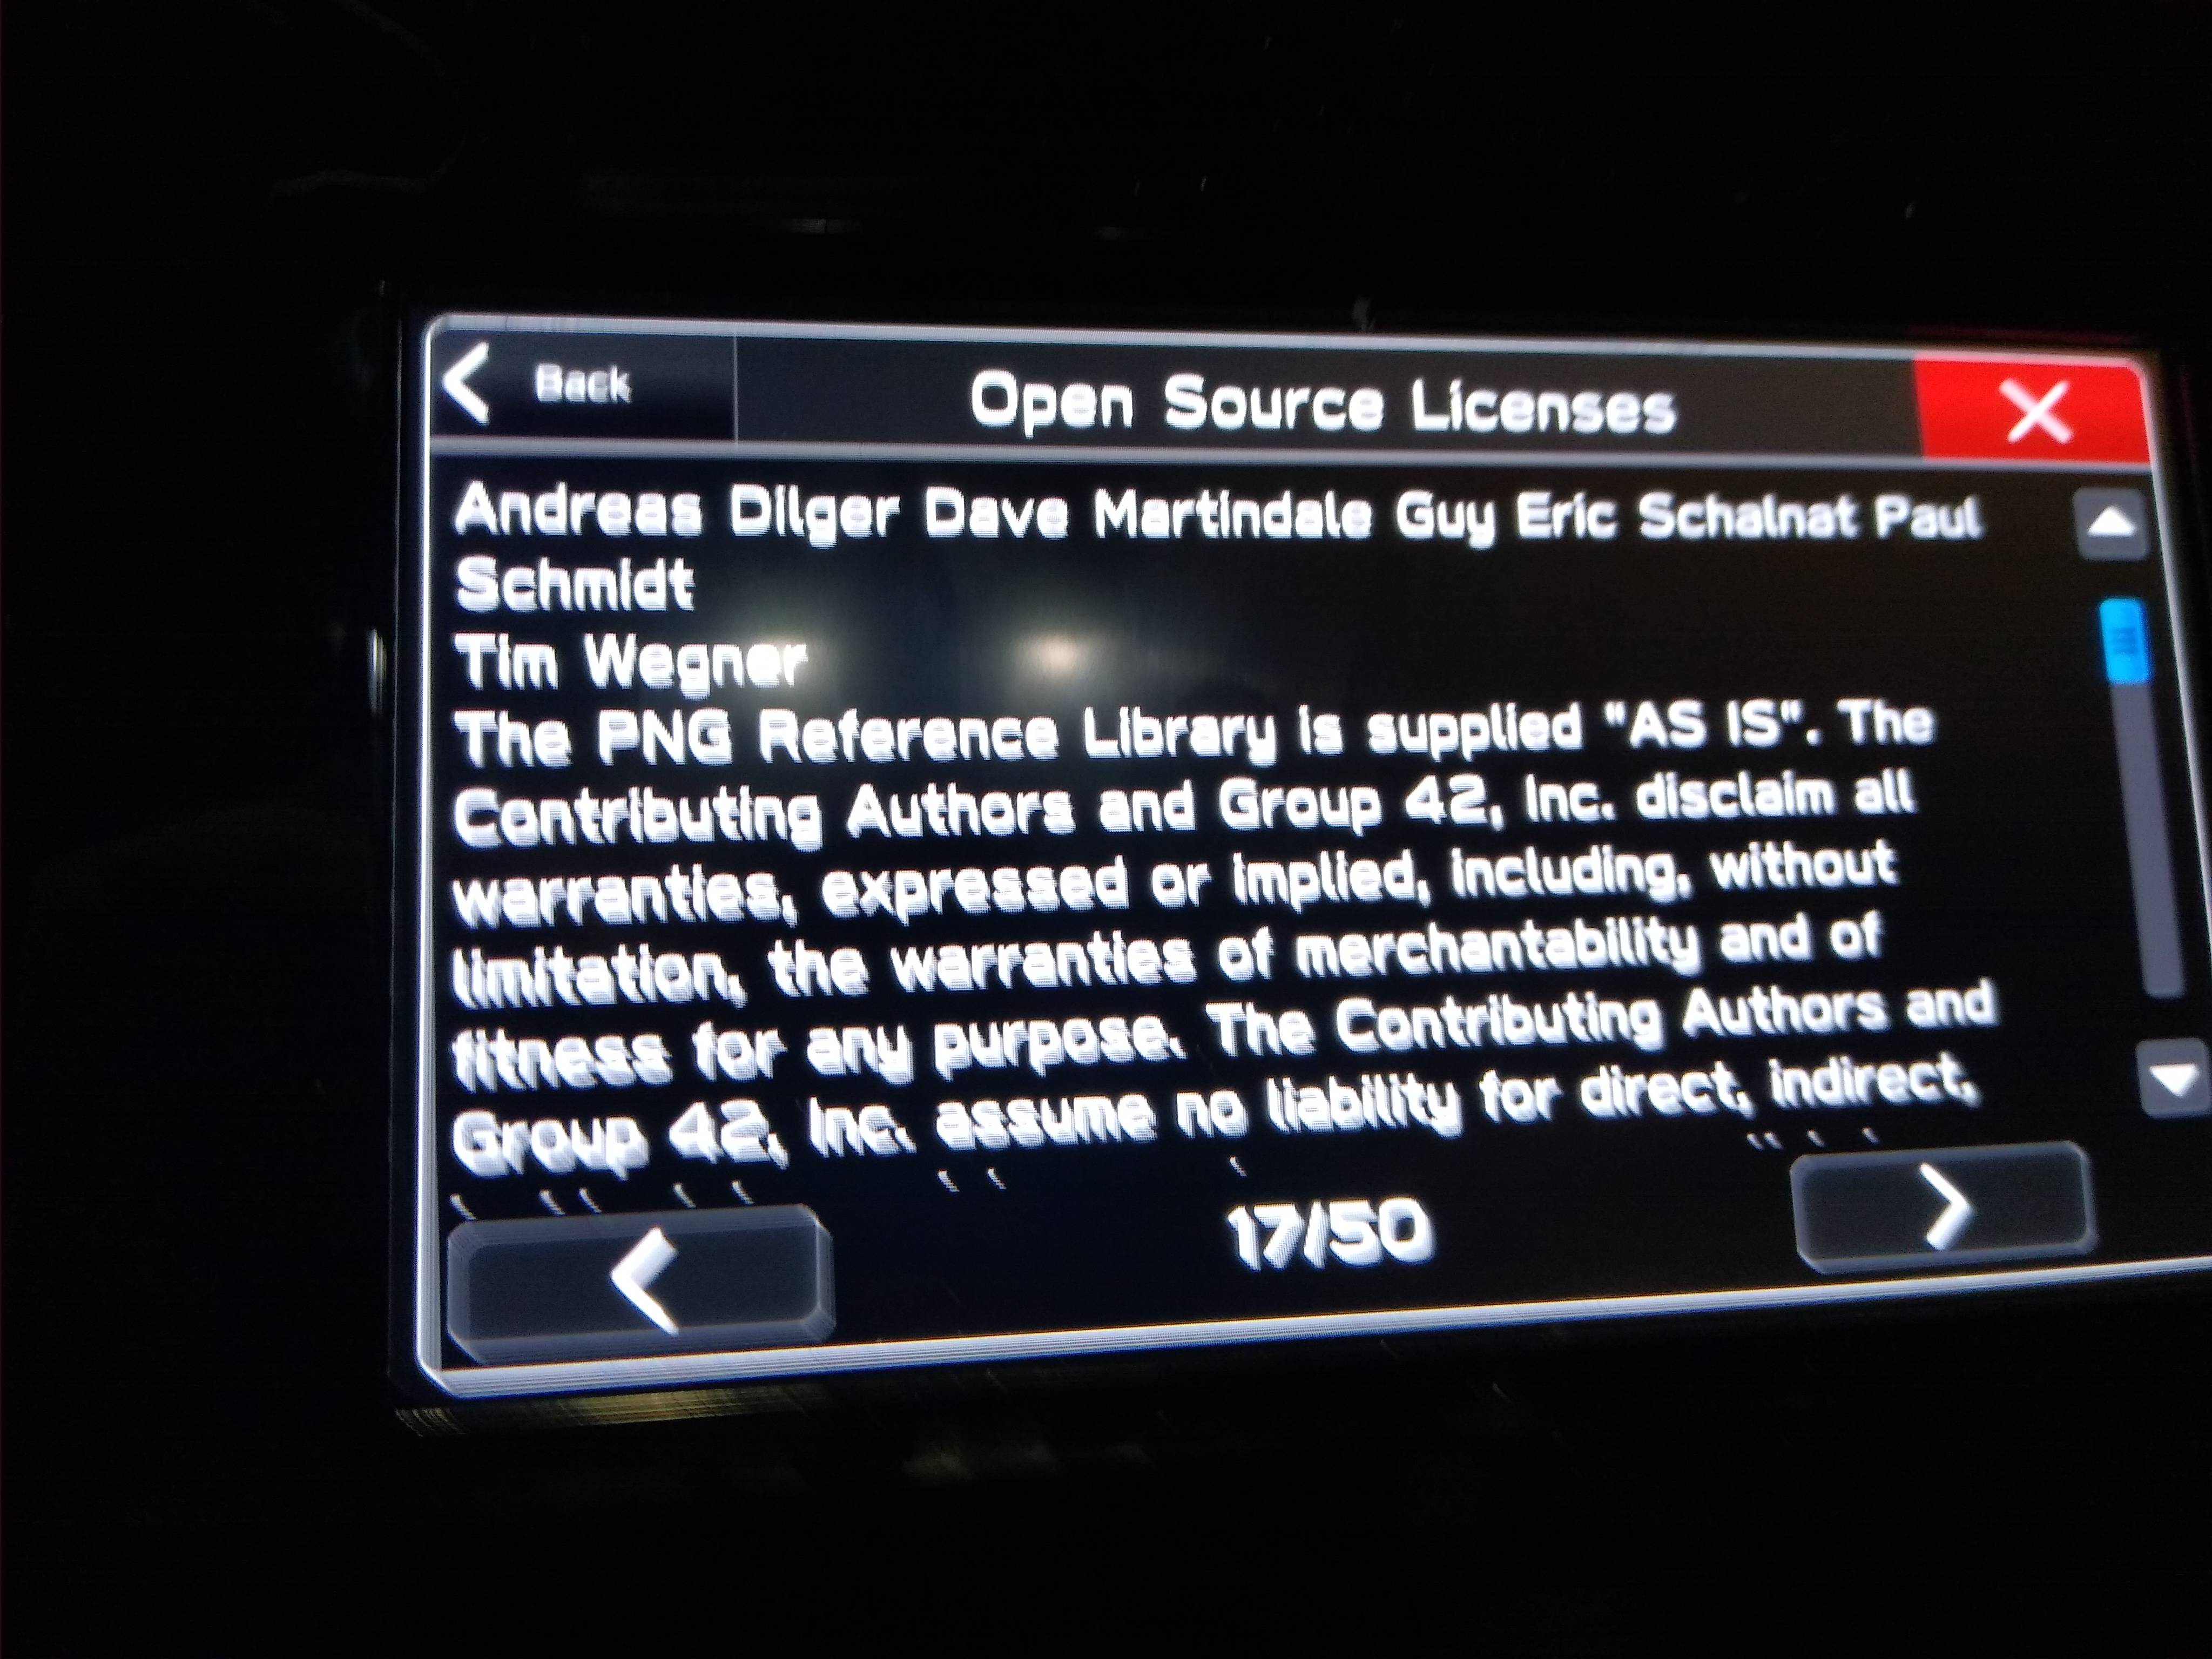 Back
Open Source Licenses
Andreas Dilger Dave Martindale Guy Eric Schalnat Paul
Schmidt
Tim Wegner
The PNG Reference Library is supplied "AS IS". The
Contributing Authors and Group 42, Inc. disclaim all
warranties, expressed or implied, including, without
limitation, the warranties of merchantability and of
fitness for any purpose. The Contributing Authors and
Group 42, Inc. assume no liability for direct, indirect,
17/50